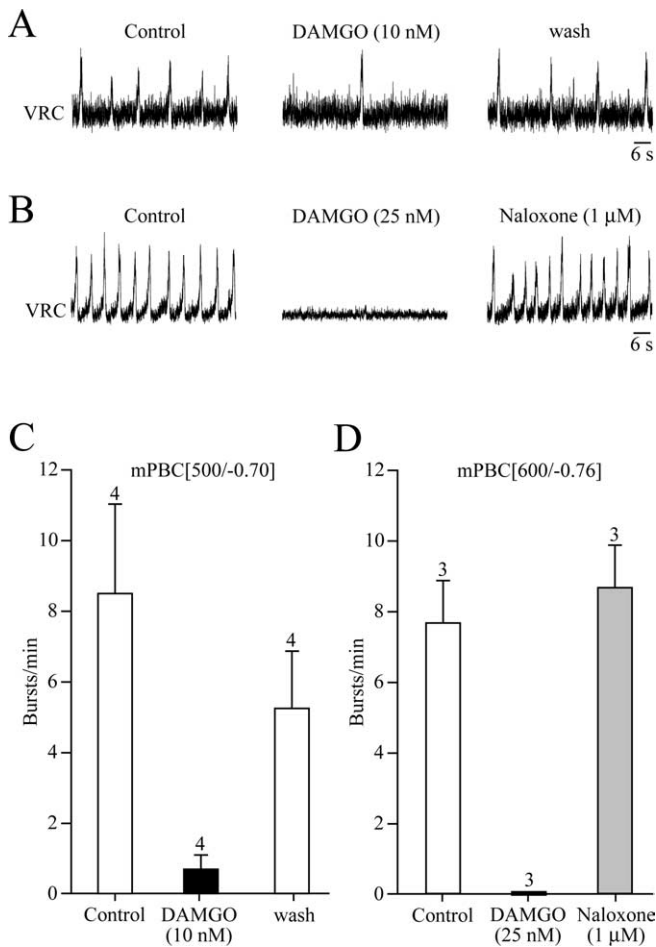 A
Control DAMGO (10 nM) wash
VRC
6 s
B
Control DAMGO (25 nM) Naloxone (1 μM)
VRC
6 s
C
mPBC[500/-0.70]
12
10
8
6
4
2
0
Bursts/min
4
4
4
Control DAMGO wash
(10 nM)
D
mPBC[600/-0.76]
12
10
8
6
4
2
0
Bursts/min
3
3
3
Control DAMGO Naloxone
(25 nM) (1 μM)